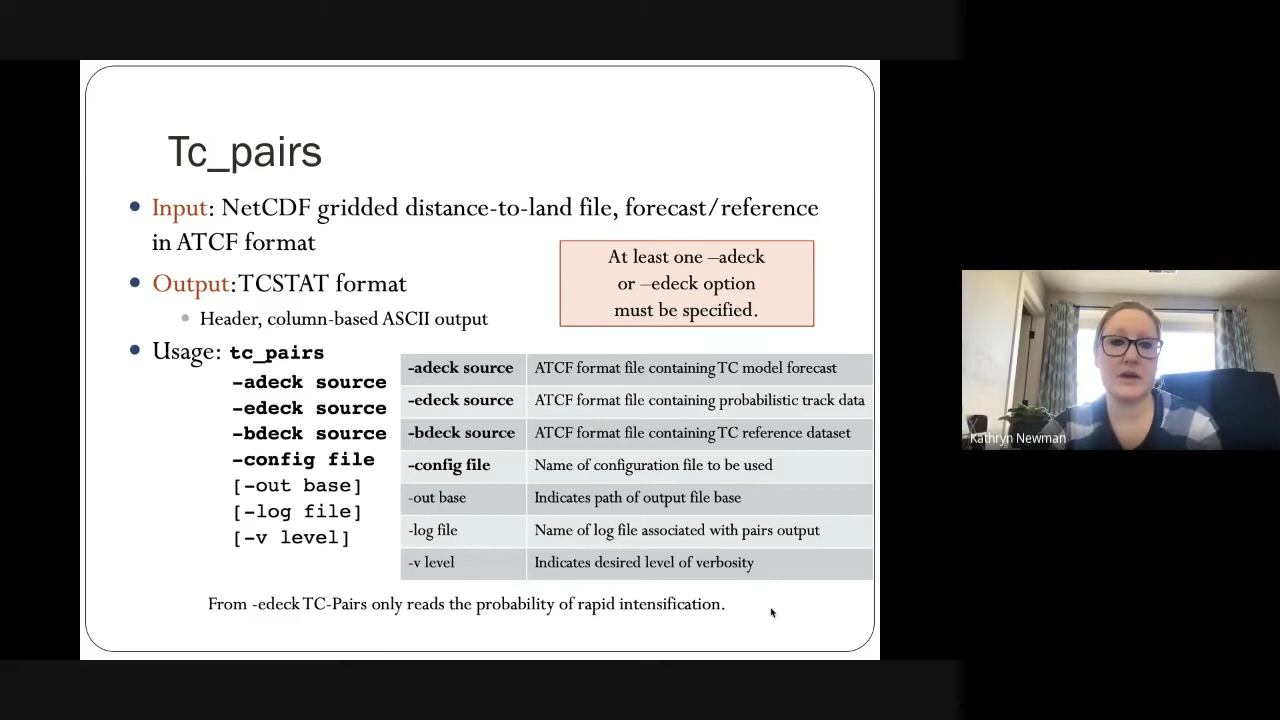 Tc_pairs
Input: NetCDF gridded distance-to-land file, forecast/reference
in ATCF format
At least one –adeck
or –edeck option
must be specified.
Output: TCSTAT format
Header, column-based ASCII output
Usage: tc_pairs
-adeck source
-edeck source
-bdeck source
-config file
[-out base]
[-log file]
[-v level]
-adeck source ATCF format file containing TC model forecast
-edeck source ATCF format file containing probabilistic track data
-bdeck source ATCF format file containing TC reference dataset
-config file Name of configuration file to be used
-out base Indicates path of output file base
-log file Name of log file associated with pairs output
-v level Indicates desired level of verbosity
From -edeck TC-Pairs only reads the probability of rapid intensification.
Kathryn Newman